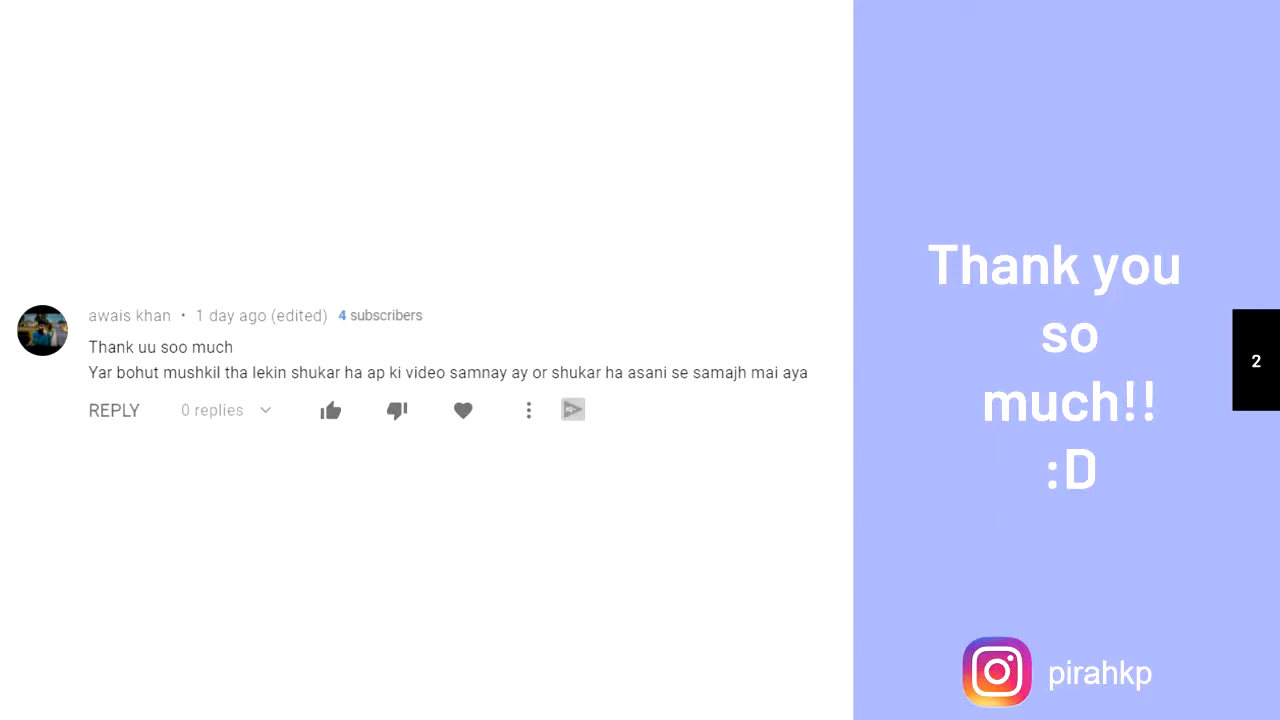 awais khan • 1 day ago (edited) 4 subscribers
Thank uu soo much
Yar bohut mushkil tha lekin shukar ha ap ki video samnay ay or shukar ha asani se samajh mai aya
REPLY 0 replies
Thank you
so
much!!
:D
2
pirahkp